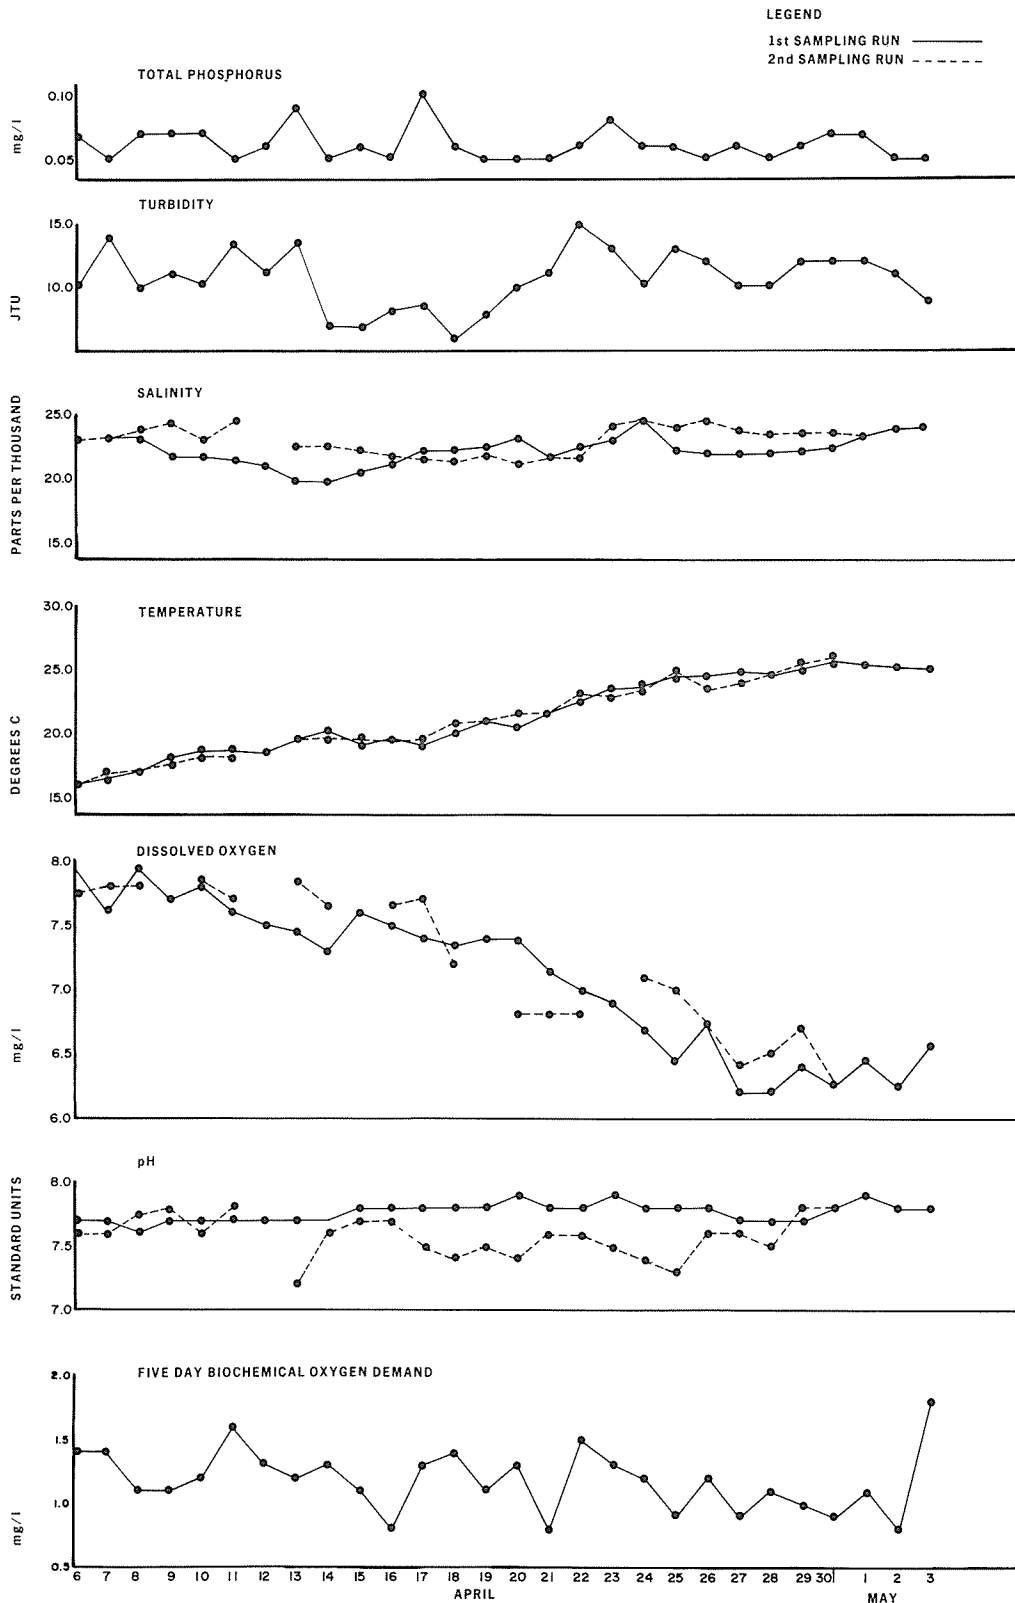 LEGEND
1st SAMPLING RUN
2nd SAMPLING RUN
TOTAL PHOSPHORUS
mg/l
0.10
0.05
TURBIDITY
JTU
15.0
10.0
SALINITY
PARTS PER THOUSAND
25.0
20.0
15.0
TEMPERATURE
DEGREES C
30.0
25.0
20.0
15.0
DISSOLVED OXYGEN
mg/l
8.0
7.5
7.0
6.5
6.0
pH
STANDARD UNITS
8.0
7.5
7.0
FIVE DAY BIOCHEMICAL OXYGEN DEMAND
mg/l
2.0
1.5
1.0
0.5
6 7 8 9 10 11 12 13 14 15 16 17 18 19 20 21 22 23 24 25 26 27 28 29 30 1 2 3
APRIL MAY